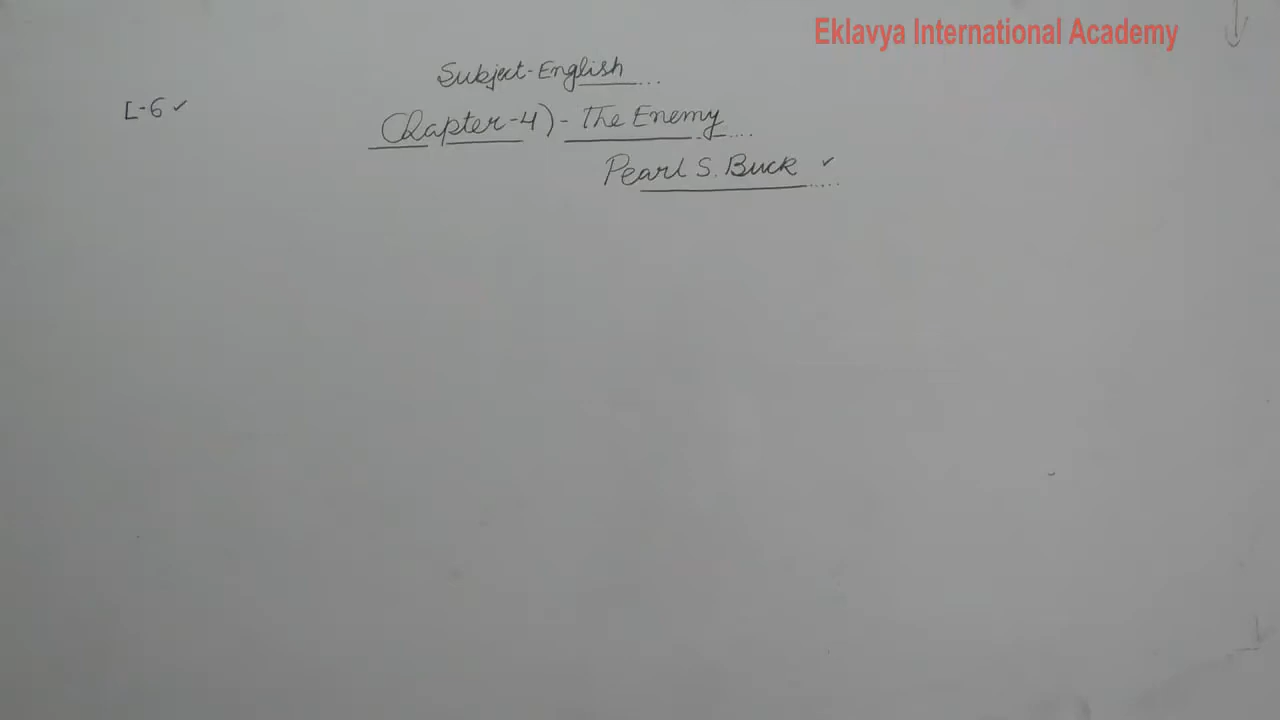 Eklavya International Academy
Subject-English...
L-6 ✓
Chapter-4) - The Enemy....
Pearl S. Buck ✓